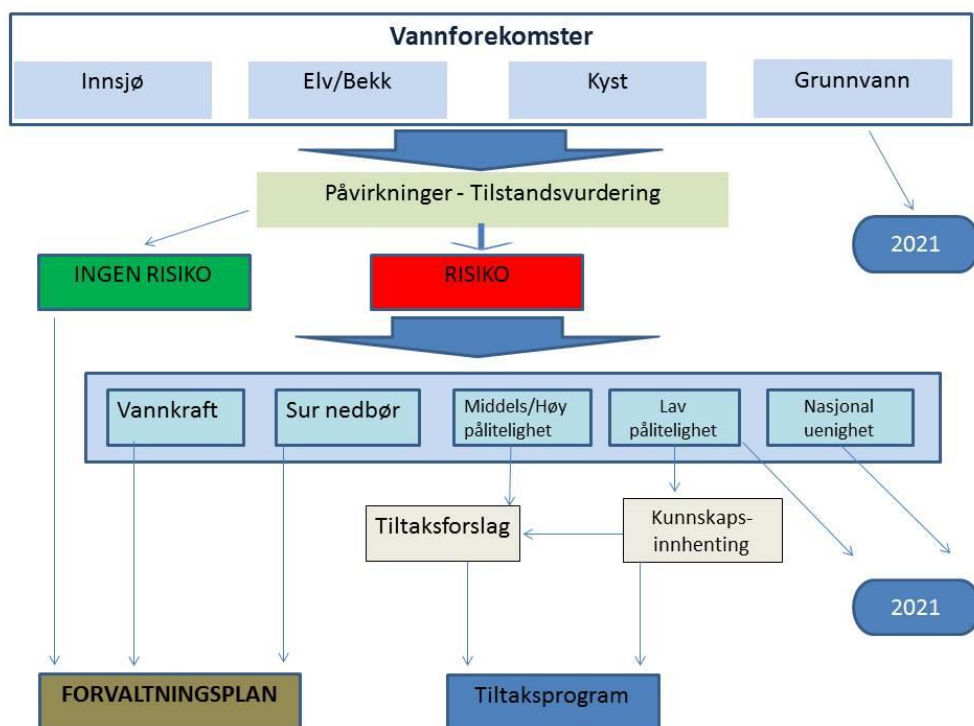 Vannforekomster
Innsjø
Elv/Bekk
Kyst
Grunnvann
Påvirkninger - Tilstandsvurdering
2021
INGEN RISIKO
RISIKO
Vannkraft
Sur nedbør
Middels/Høy
pålitelighet
Lav
pålitelighet
Nasjonal
uenighet
Tiltaksforslag
Kunnskaps-
innhenting
2021
FORVALTNINGSPLAN
Tiltaksprogram